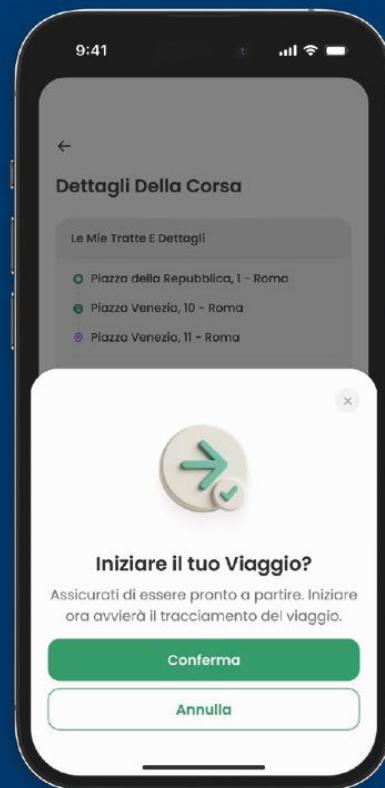 9:41
Dettagli Della Corsa
Le Mie Tratte E Dettagli
Piazza della Repubblica, 1 - Roma
Piazza Venezia, 10 - Roma
Piazza Venezia, 11 - Roma
Iniziare il tuo Viaggio?
Assicurati di essere pronto a partire. Iniziare
ora avvierà il tracciamento del viaggio.
Conferma
Annulla